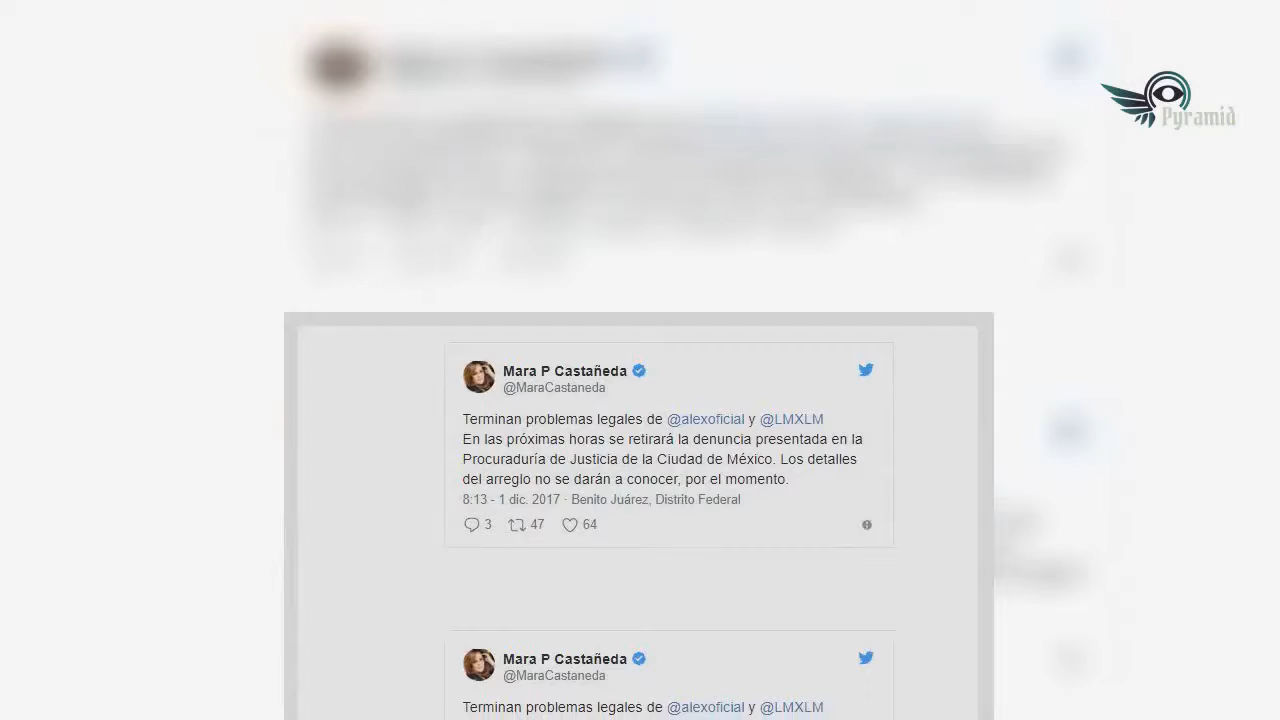 Pyramid
Mara P Castañeda
@MaraCastaneda
Terminan problemas legales de @alexoficial y @LMXLM
En las próximas horas se retirará la denuncia presentada en la
Procuraduría de Justicia de la Ciudad de México. Los detalles
del arreglo no se darán a conocer, por el momento.
8:13 - 1 dic. 2017 · Benito Juárez, Distrito Federal
3 47 64
Mara P Castañeda
@MaraCastaneda
Terminan problemas legales de @alexoficial y @LMXLM